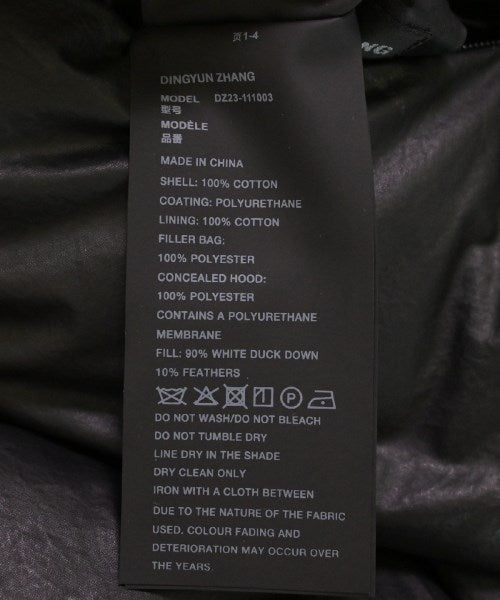 页1-4
NG
DINGYUN ZHANG
MODEL DZ23-111003
型号
MODÈLE
品番
MADE IN CHINA
SHELL: 100% COTTON
COATING: POLYURETHANE
LINING: 100% COTTON
FILLER BAG:
100% POLYESTER
CONCEALED HOOD:
100% POLYESTER
CONTAINS A POLYURETHANE
MEMBRANE
FILL: 90% WHITE DUCK DOWN
10% FEATHERS
P
DO NOT WASH/DO NOT BLEACH
DO NOT TUMBLE DRY
LINE DRY IN THE SHADE
DRY CLEAN ONLY
IRON WITH A CLOTH BETWEEN
DUE TO THE NATURE OF THE FABRIC
USED. COLOUR FADING AND
DETERIORATION MAY OCCUR OVER
THE YEARS.